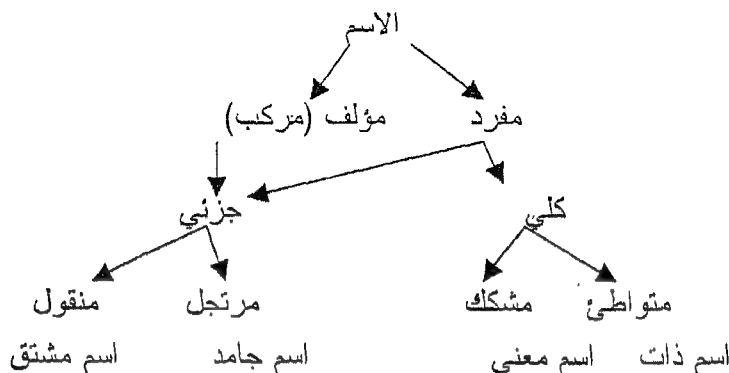 الاسم
مفرد مؤلف (مركب)
كلي جزئي
متواطئ مشكك مرتجل منقول
اسم ذات اسم معنى اسم جامد اسم مشتق